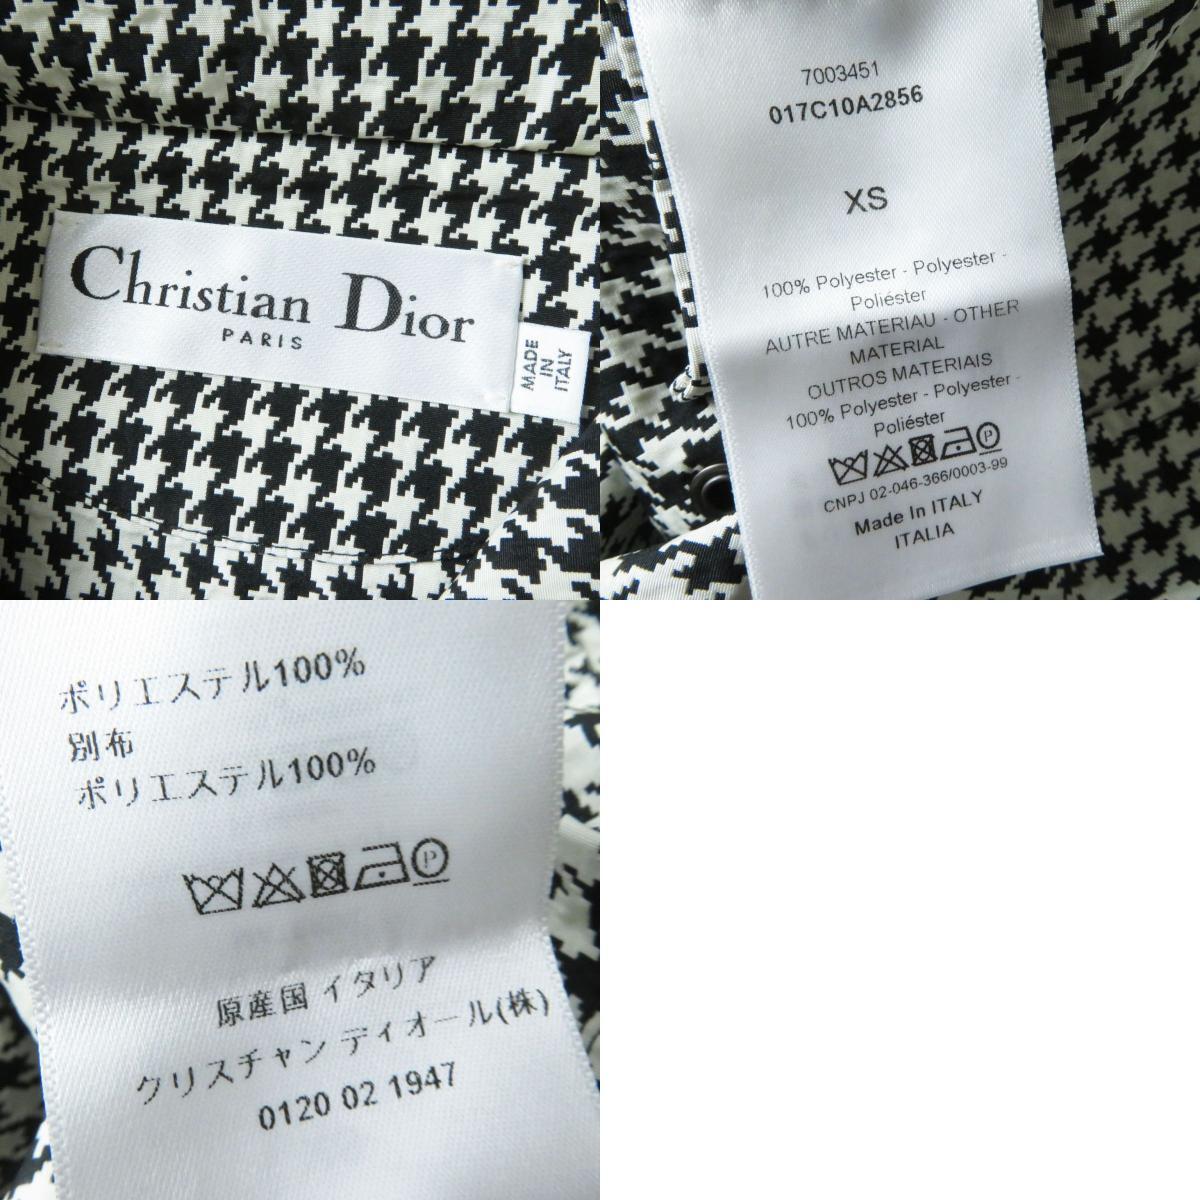 Christian Dior
PARIS
MADE
IN
ITALY
7003451
017C10A2856
XS
100% Polyester - Polyester -
Poliéster
AUTRE MATERIAU - OTHER
MATERIAL
OUTROS MATERIAIS
100% Polyester - Polyester -
Poliéster
P
CNPJ 02-046-366/0003-99
Made In ITALY
ITALIA
ポリエステル100%
別布
ポリエステル100%
P
原産国 イタリア
クリスチャン ディオール(株)
0120 02 1947